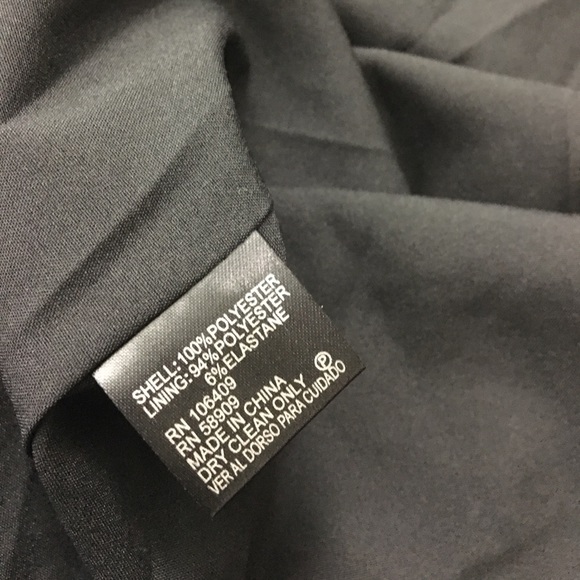 SHELL:100%POLYESTER
LINING:94%POLYESTER
6%ELASTANE
RN 106409
RN 58909
MADE IN CHINA
DRY CLEAN ONLY Ⓟ
VER AL DORSO PARA CUIDADO